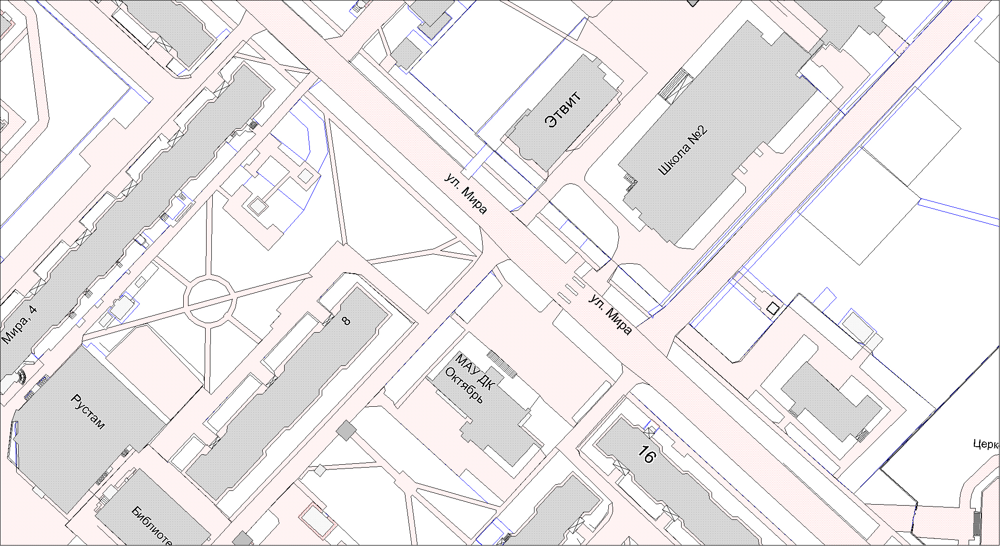 Этвит
Школа №2
ул. Мира
ул. Мира
Мира, 4
8
МАУ ДК
Октябрь
Рустам
16
Церк
Библиоте